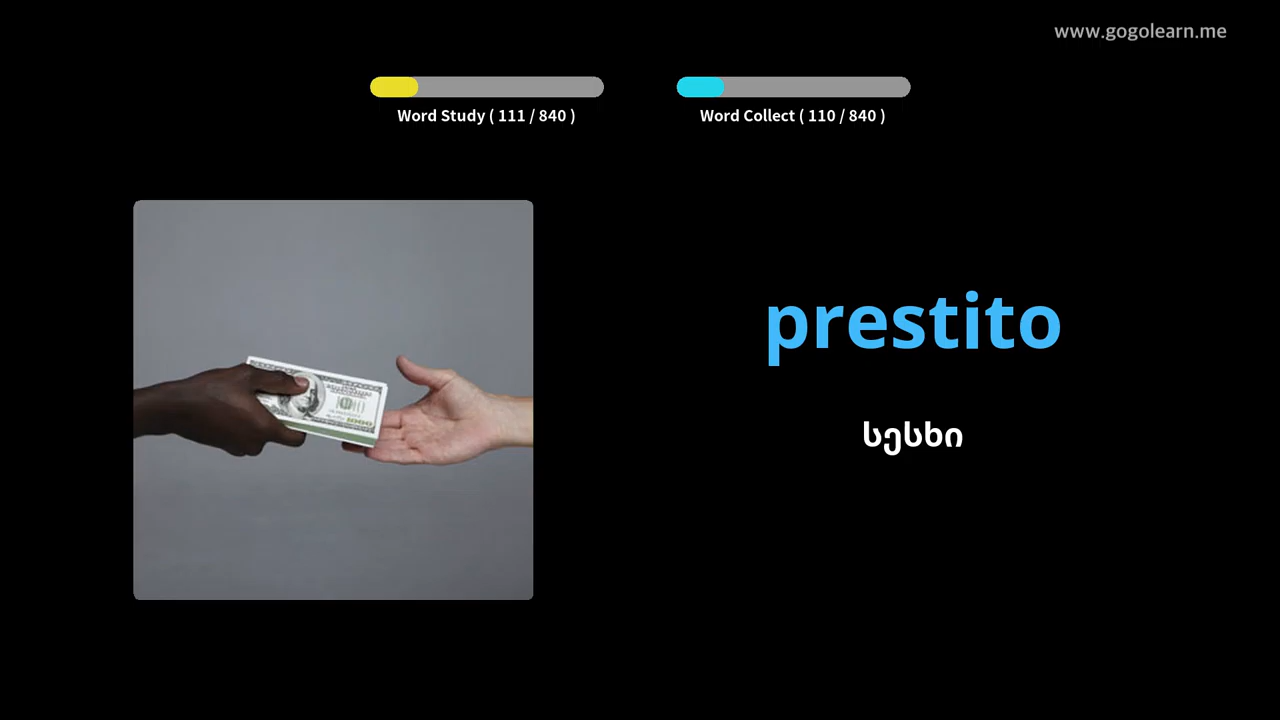 www.gogolearn.me
Word Study ( 111 / 840 )
Word Collect ( 110 / 840 )
prestito
სესხი